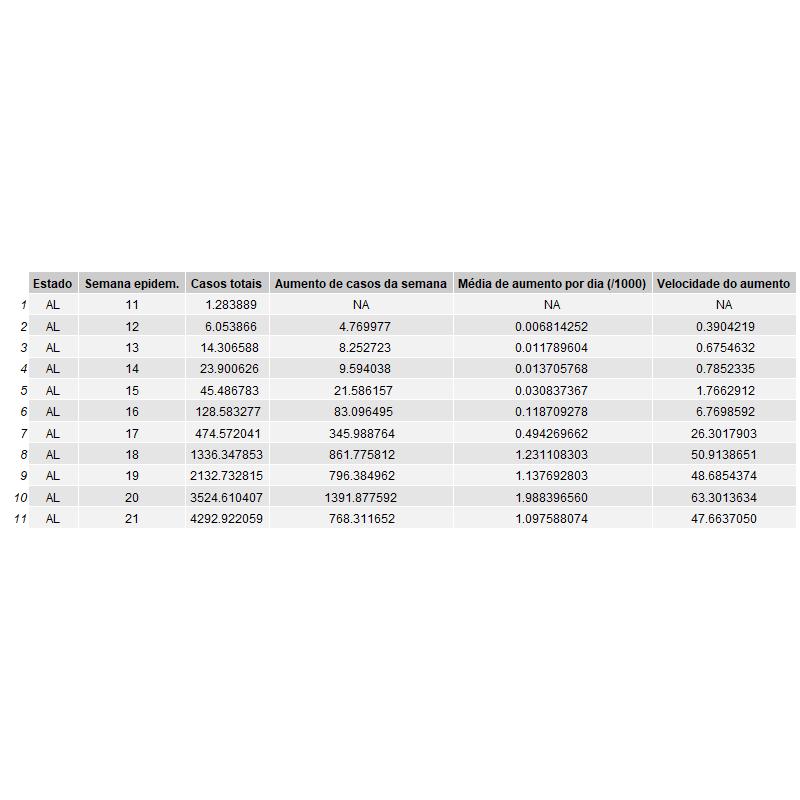 Estado Semana epidem. Casos totais Aumento de casos da semana Média de aumento por dia (/1000) Velocidade do aumento
1 AL 11 1.283889 NA NA NA
2 AL 12 6.053866 4.769977 0.006814252 0.3904219
3 AL 13 14.306588 8.252723 0.011789604 0.6754632
4 AL 14 23.900626 9.594038 0.013705768 0.7852335
5 AL 15 45.486783 21.586157 0.030837367 1.7662912
6 AL 16 128.583277 83.096495 0.118709278 6.7698592
7 AL 17 474.572041 345.988764 0.494269662 26.3017903
8 AL 18 1336.347853 861.775812 1.231108303 50.9138651
9 AL 19 2132.732815 796.384962 1.137692803 48.6854374
10 AL 20 3524.610407 1391.877592 1.988396560 63.3013634
11 AL 21 4292.922059 768.311652 1.097588074 47.6637050